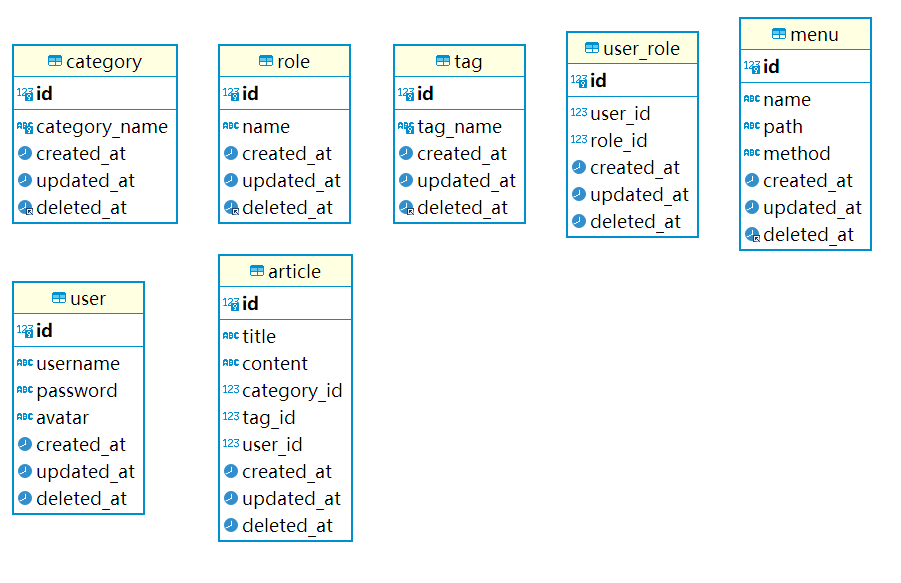 category
id
category_name
created_at
updated_at
deleted_at
role
id
name
created_at
updated_at
deleted_at
tag
id
tag_name
created_at
updated_at
deleted_at
user_role
id
user_id
role_id
created_at
updated_at
deleted_at
menu
id
name
path
method
created_at
updated_at
deleted_at
user
id
username
password
avatar
created_at
updated_at
deleted_at
article
id
title
content
category_id
tag_id
user_id
created_at
updated_at
deleted_at